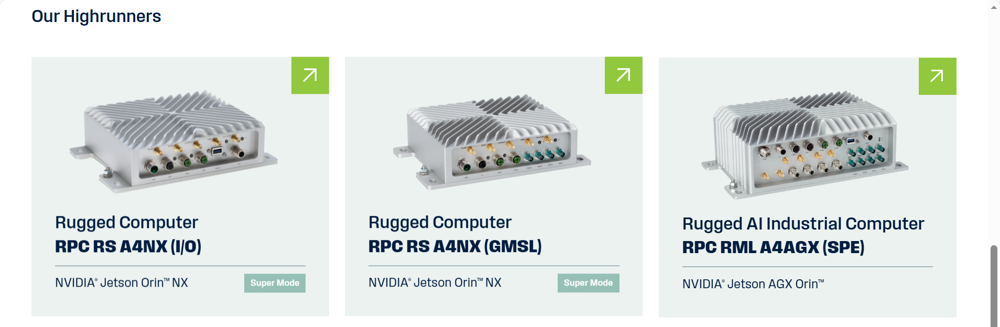 Our Highrunners
Rugged Computer
RPC RS A4NX (I/O)
NVIDIA® Jetson Orin™ NX
Super Mode
Rugged Computer
RPC RS A4NX (GMSL)
NVIDIA® Jetson Orin™ NX
Super Mode
Rugged AI Industrial Computer
RPC RML A4AGX (SPE)
NVIDIA® Jetson AGX Orin™